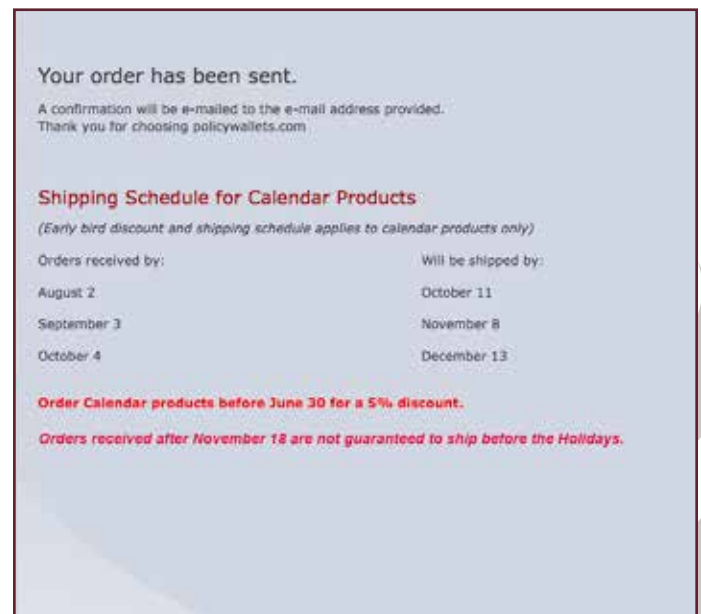 Your order has been sent.
A confirmation will be e-mailed to the e-mail address provided.
Thank you for choosing policywallets.com
Shipping Schedule for Calendar Products
(Early bird discount and shipping schedule applies to calendar products only)
Orders received by: Will be shipped by:
August 2 October 11
September 3 November 8
October 4 December 13
Order Calendar products before June 30 for a 5% discount.
Orders received after November 18 are not guaranteed to ship before the Holidays.